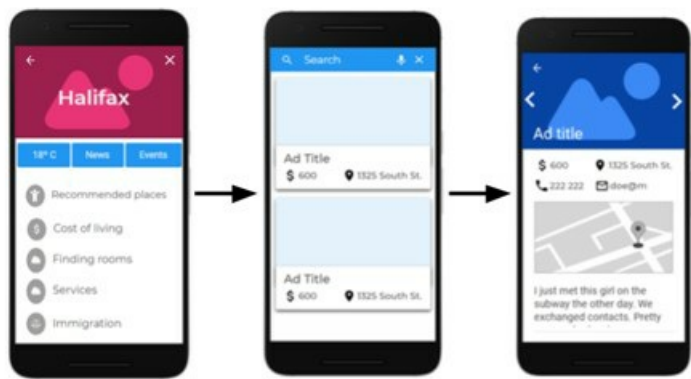 Halifax
18° C News Events
Recommended places
Cost of living
Finding rooms
Services
Immigration
Search
Ad Title
$ 600 1325 South St.
Ad Title
$ 600 1325 South St.
Ad title
$ 600 1325 South St.
222 222 doe@m
I just met this girl on the
subway the other day. We
exchanged contacts. Pretty